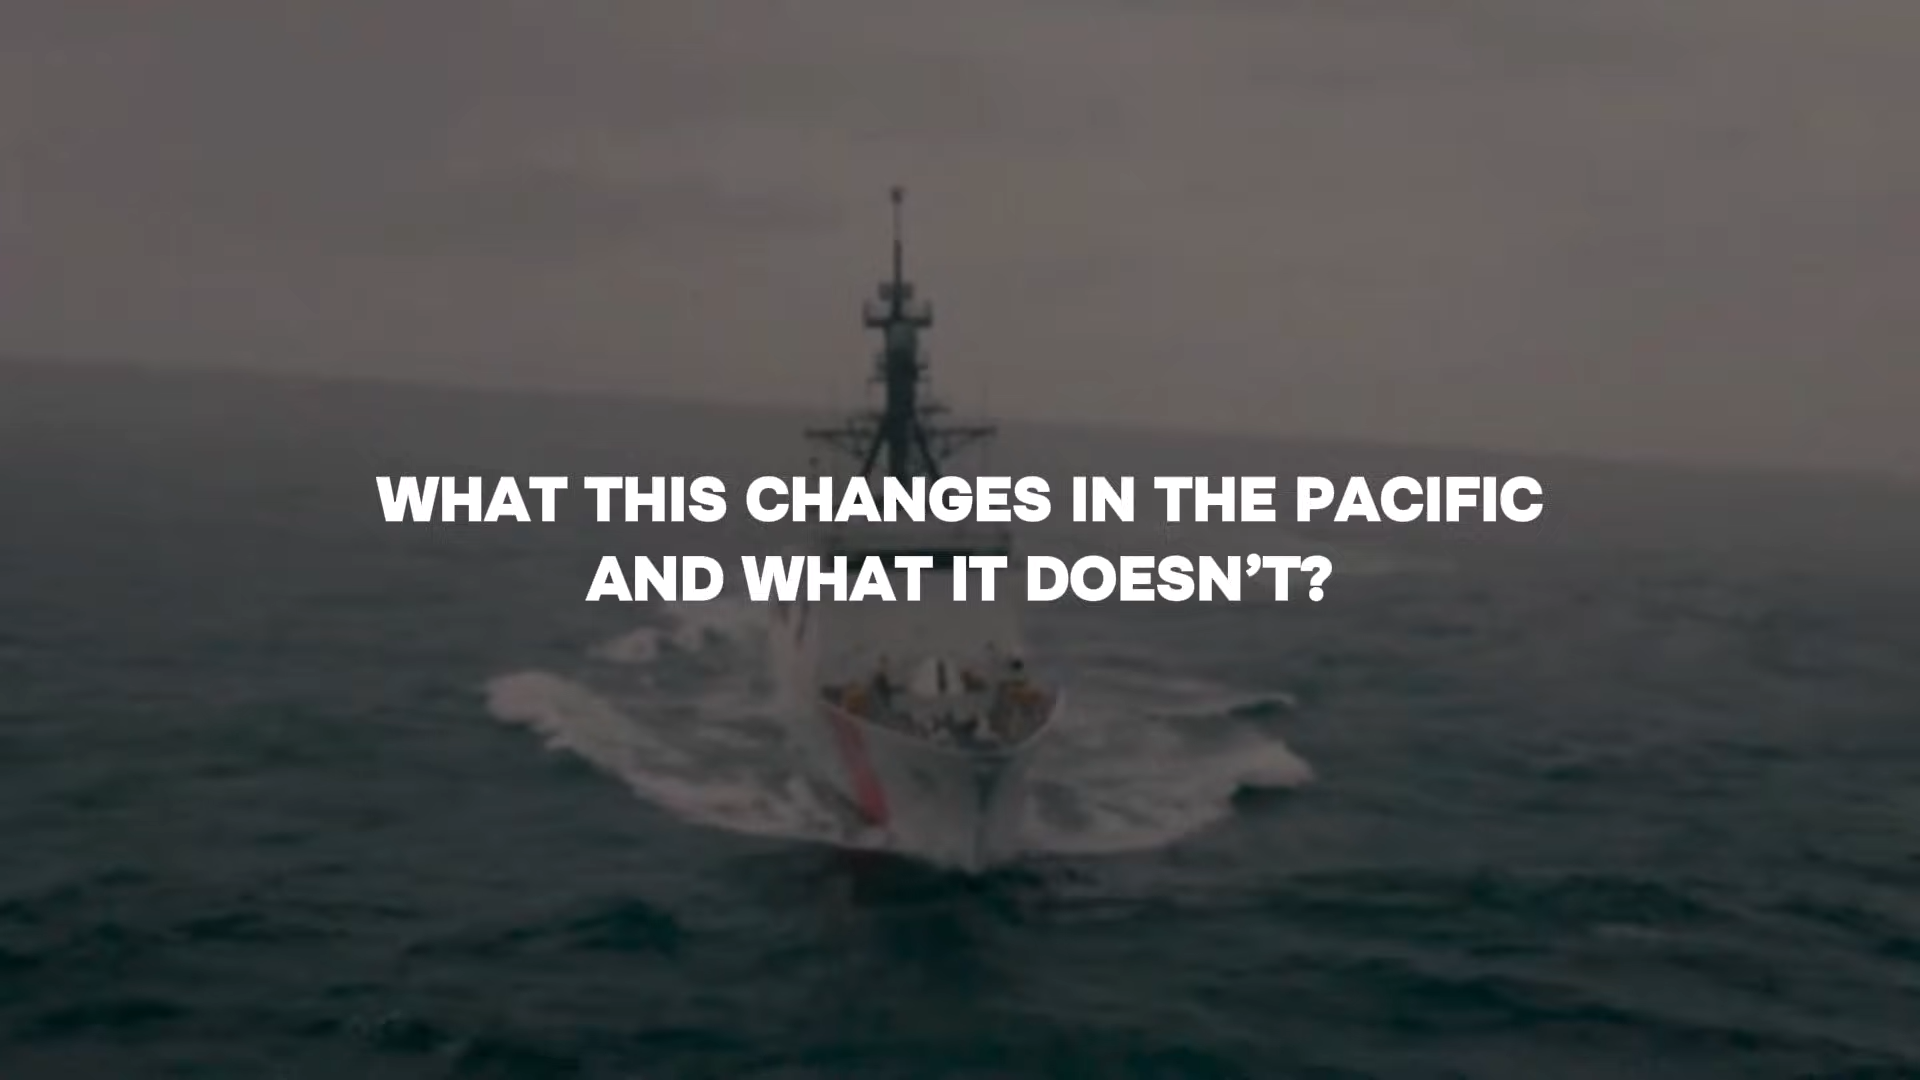 WHAT THIS CHANGES IN THE PACIFIC
AND WHAT IT DOESN’T?